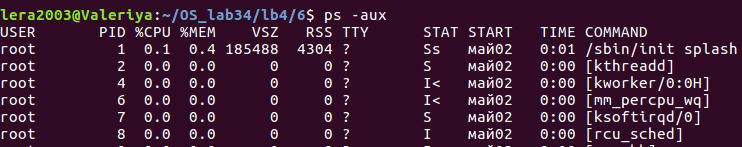 lera2003@Valeriya:~/OS_lab34/lb4/6$ ps -aux
USER PID %CPU %MEM VSZ RSS TTY STAT START TIME COMMAND
root 1 0.1 0.4 185488 4304 ? Ss май02 0:01 /sbin/init splash
root 2 0.0 0.0 0 0 ? S май02 0:00 [kthreadd]
root 4 0.0 0.0 0 0 ? I< май02 0:00 [kworker/0:0H]
root 6 0.0 0.0 0 0 ? I< май02 0:00 [mm_percpu_wq]
root 7 0.0 0.0 0 0 ? S май02 0:00 [ksoftirqd/0]
root 8 0.0 0.0 0 0 ? I май02 0:00 [rcu_sched]